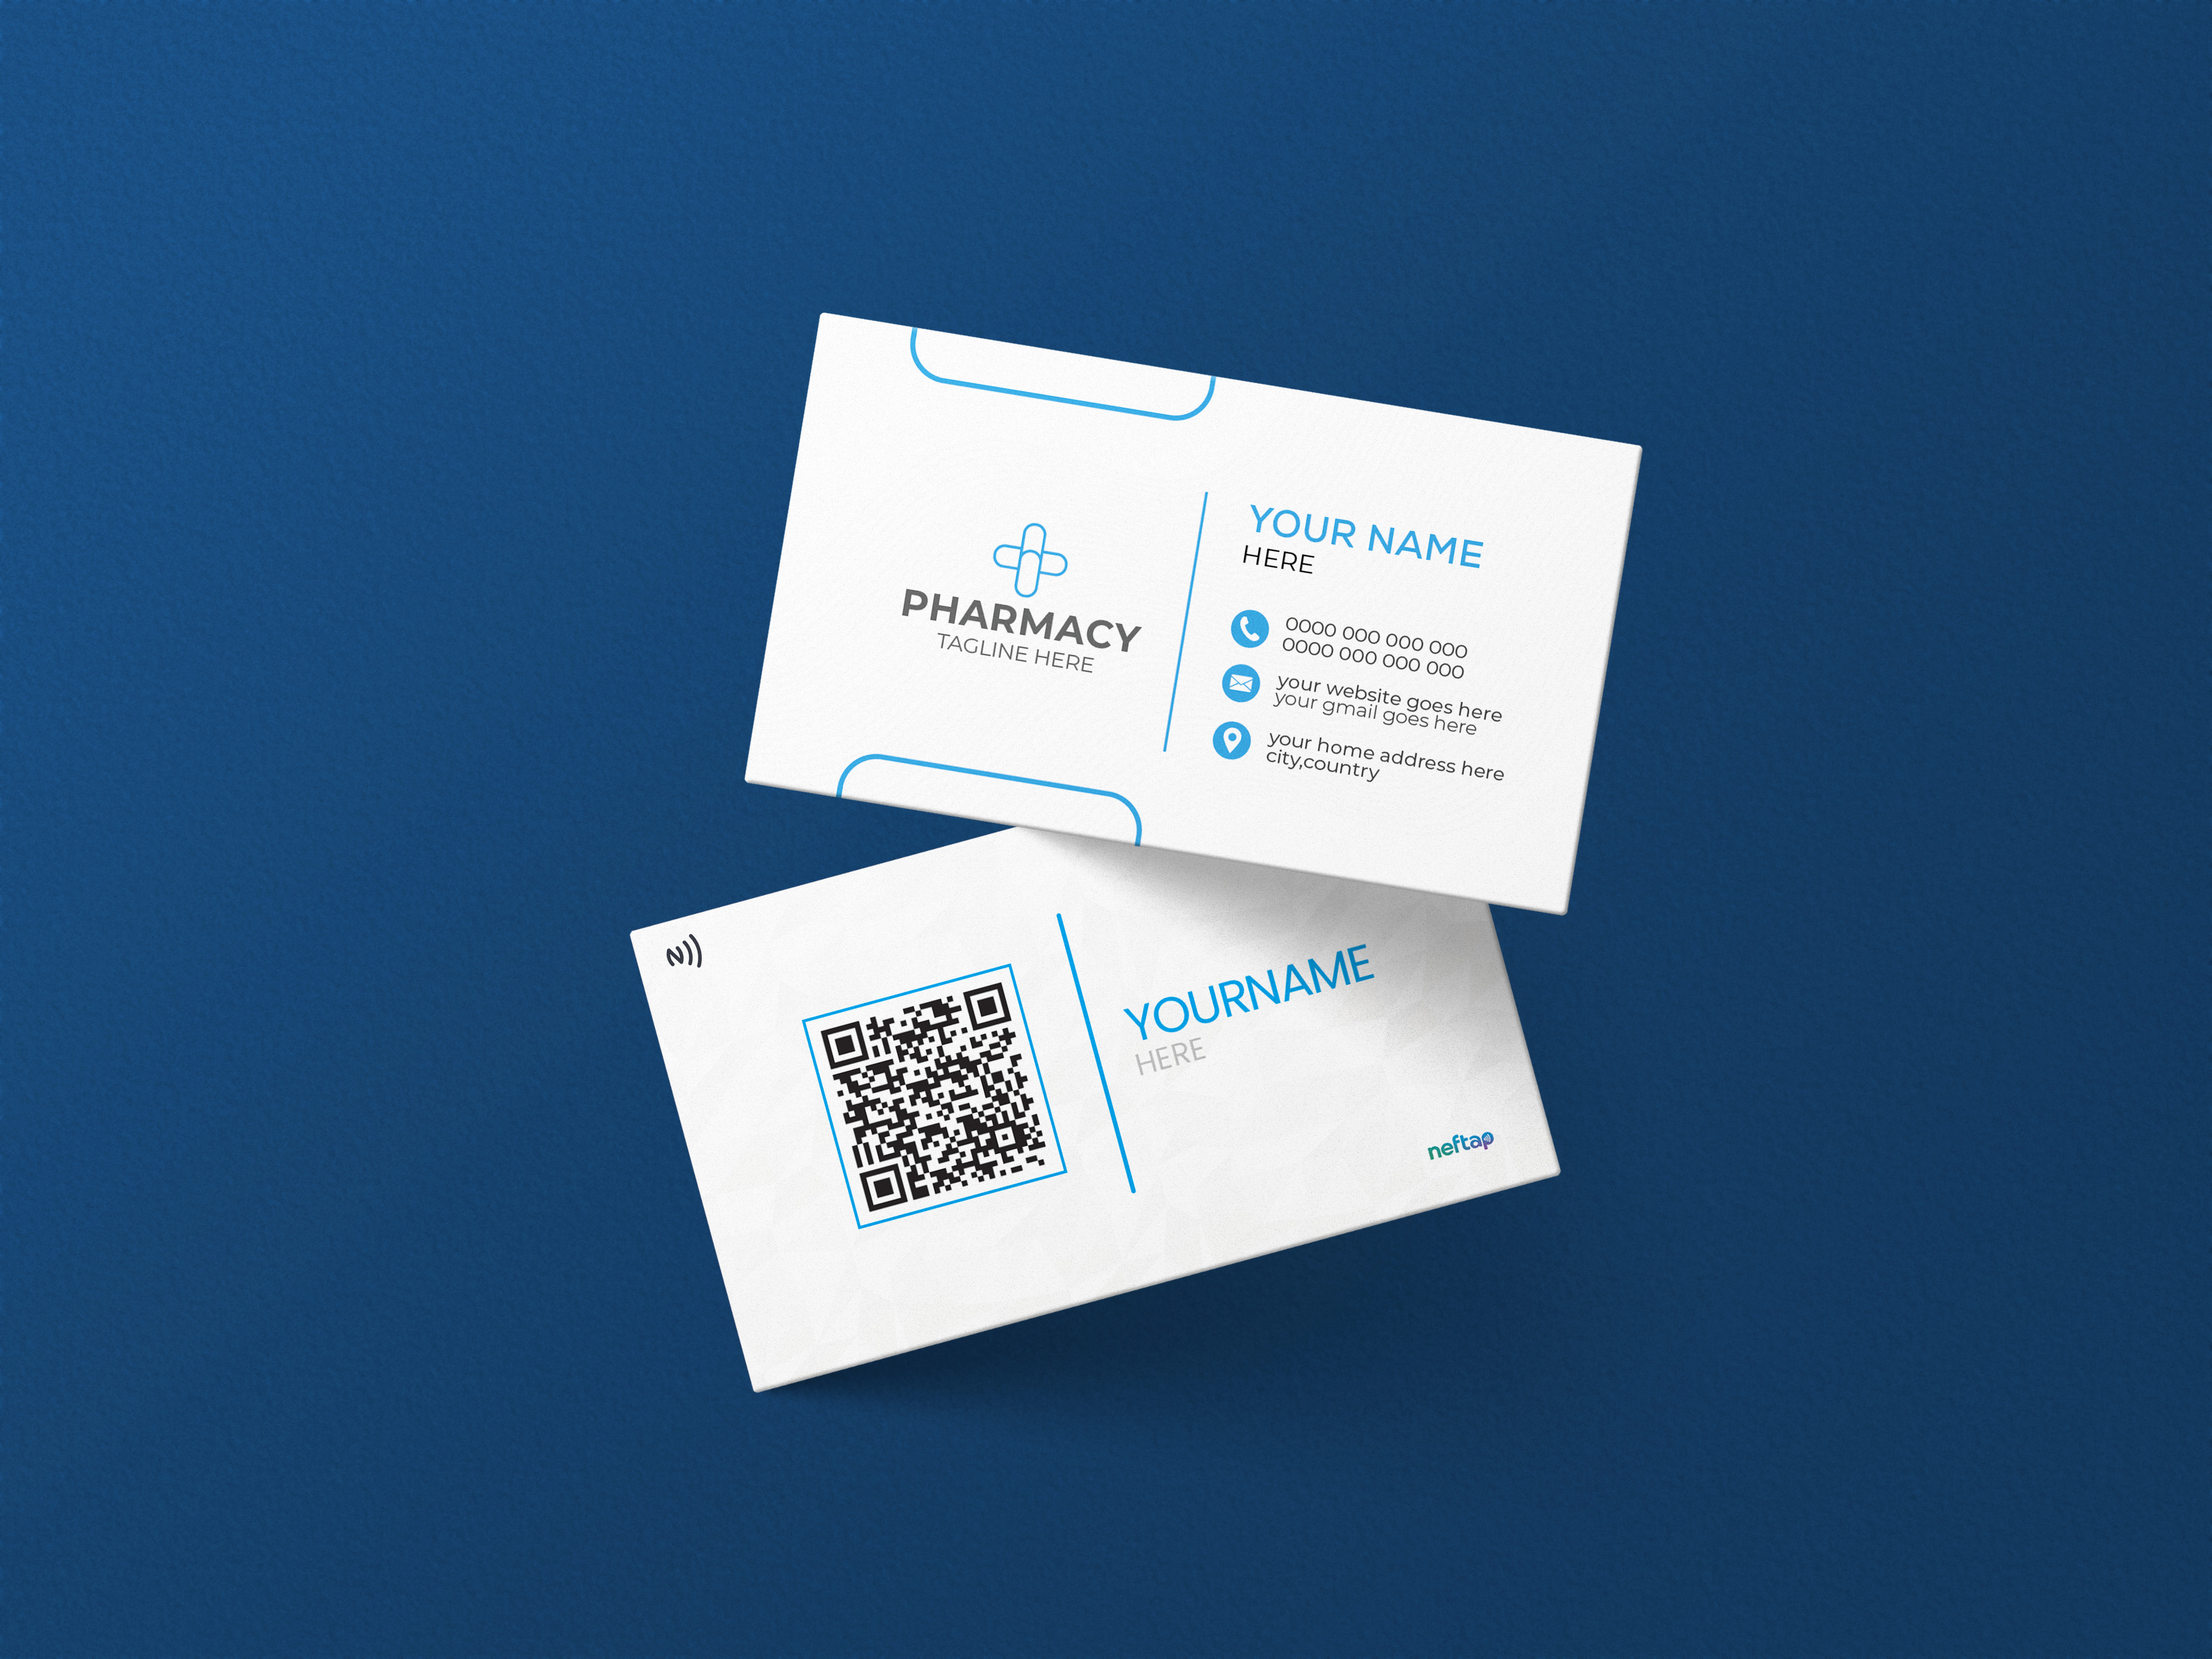 PHARMACY
TAGLINE HERE
YOUR NAME
HERE
0000 000 000 000
0000 000 000 000
your website goes here
your gmail goes here
your home address here
city,country
YOURNAME
HERE
neftap